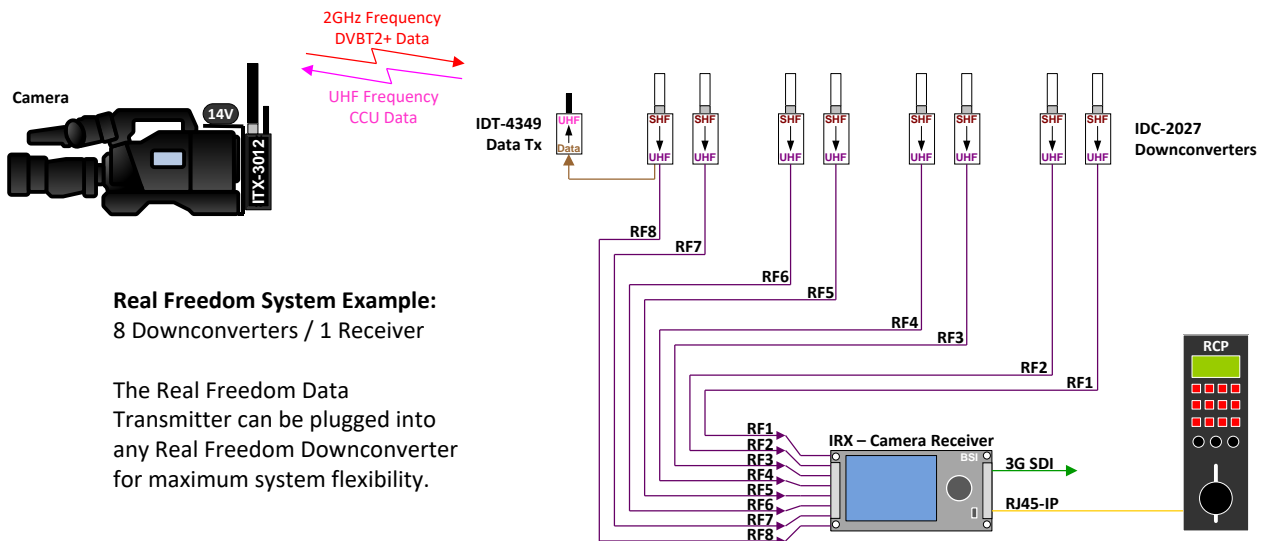 2GHz Frequency
DVBT2+ Data
UHF Frequency
CCU Data
Camera
14V
ITX-3012
IDT-4349
Data Tx
UHF
Data
SHF
UHF
SHF
UHF
SHF
UHF
SHF
UHF
SHF
UHF
SHF
UHF
SHF
UHF
SHF
UHF
IDC-2027
Downconverters
RF8
RF7
RF6
RF5
RF4
RF3
RF2
RF1
Real Freedom System Example:
8 Downconverters / 1 Receiver
The Real Freedom Data
Transmitter can be plugged into
any Real Freedom Downconverter
for maximum system flexibility.
RF1
RF2
RF3
RF4
RF5
RF6
RF7
RF8
IRX – Camera Receiver
BSI
3G SDI
RJ45-IP
RCP